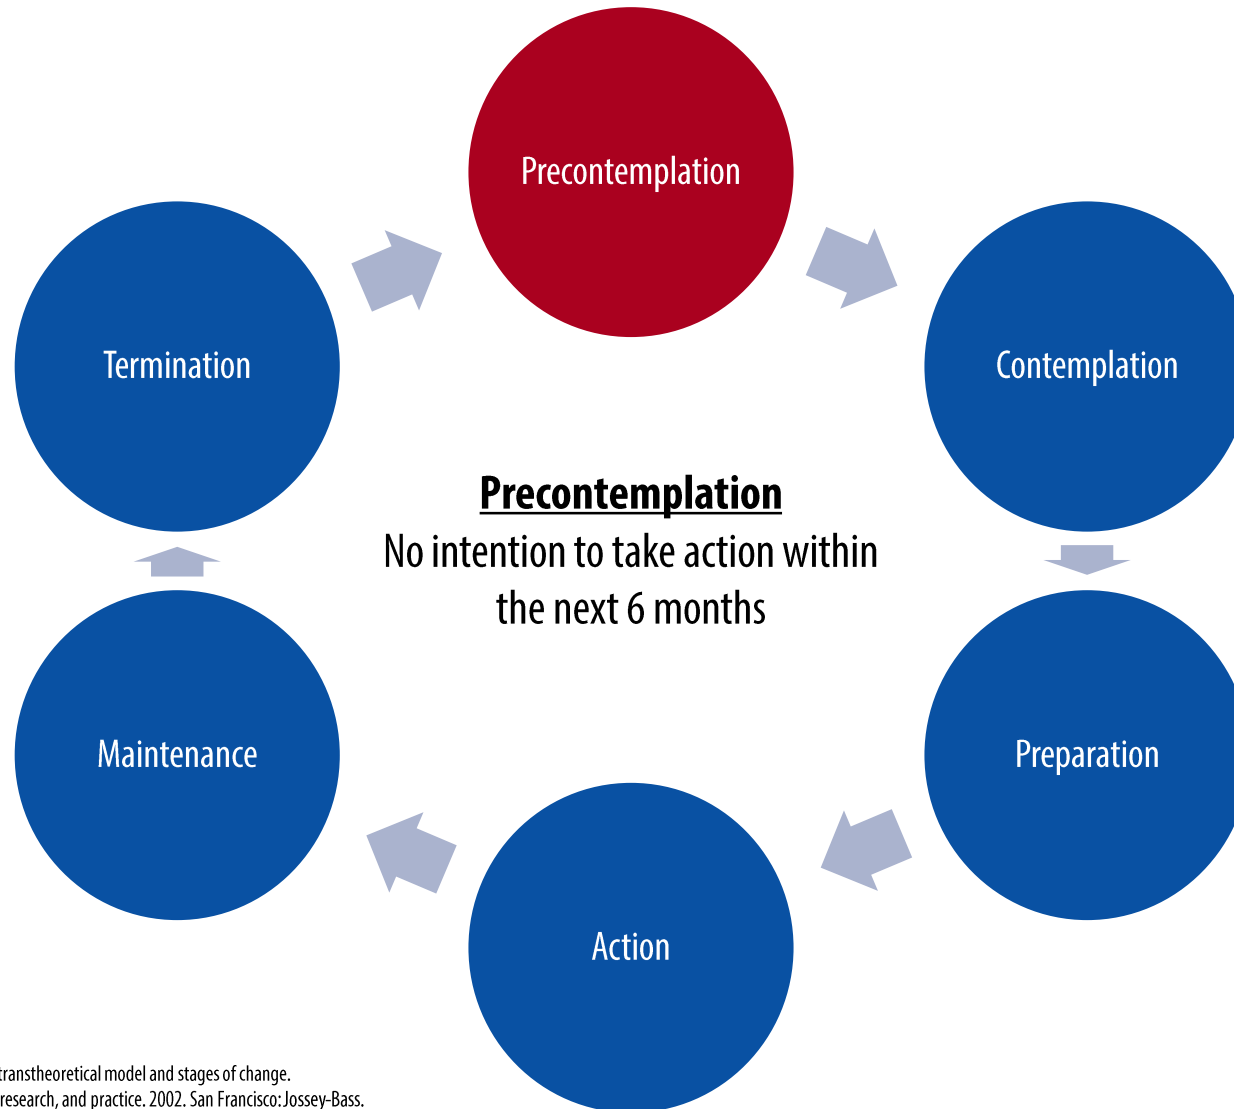 Precontemplation
Termination
Contemplation
Precontemplation
No intention to take action within
the next 6 months
Maintenance
Preparation
Action
transtheoretical model and stages of change.
research, and practice. 2002. San Francisco: Jossey-Bass.